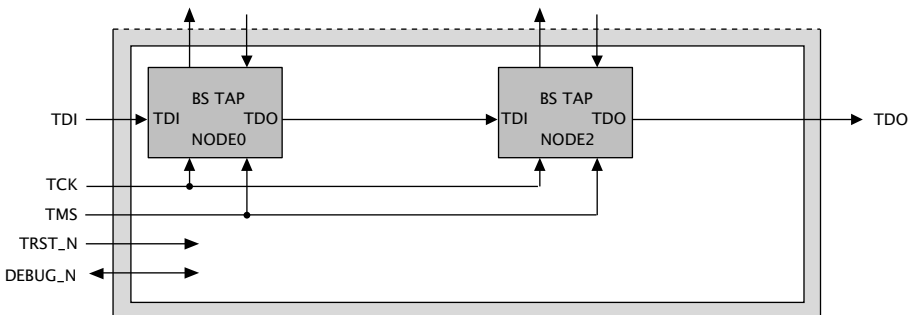 BS TAP
BS TAP
TDI
TDI
TDO
TDI
TDO
TDO
NODE0
NODE2
TCK
TMS
TRST_N
DEBUG_N